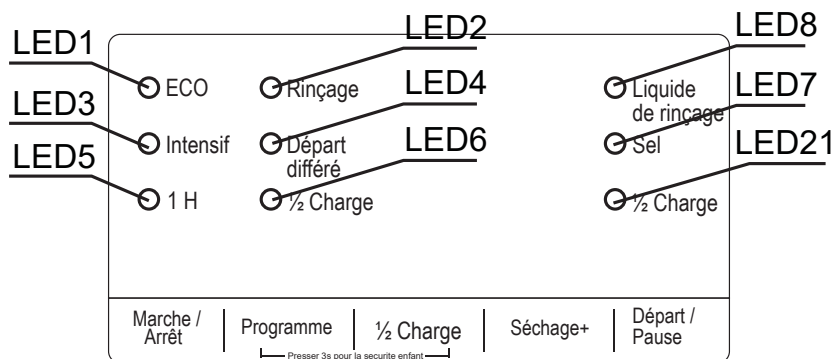 LED1 LED2 LED8
ECO Rinçage Liquide
de rinçage
LED3 LED4 LED7
Intensif Départ
différé Sel
LED5 LED6 LED21
1 H ½ Charge ½ Charge
Marche /
Arrêt
Programme
½ Charge
Séchage+
Départ /
Pause
Presser 3s pour la securite enfant